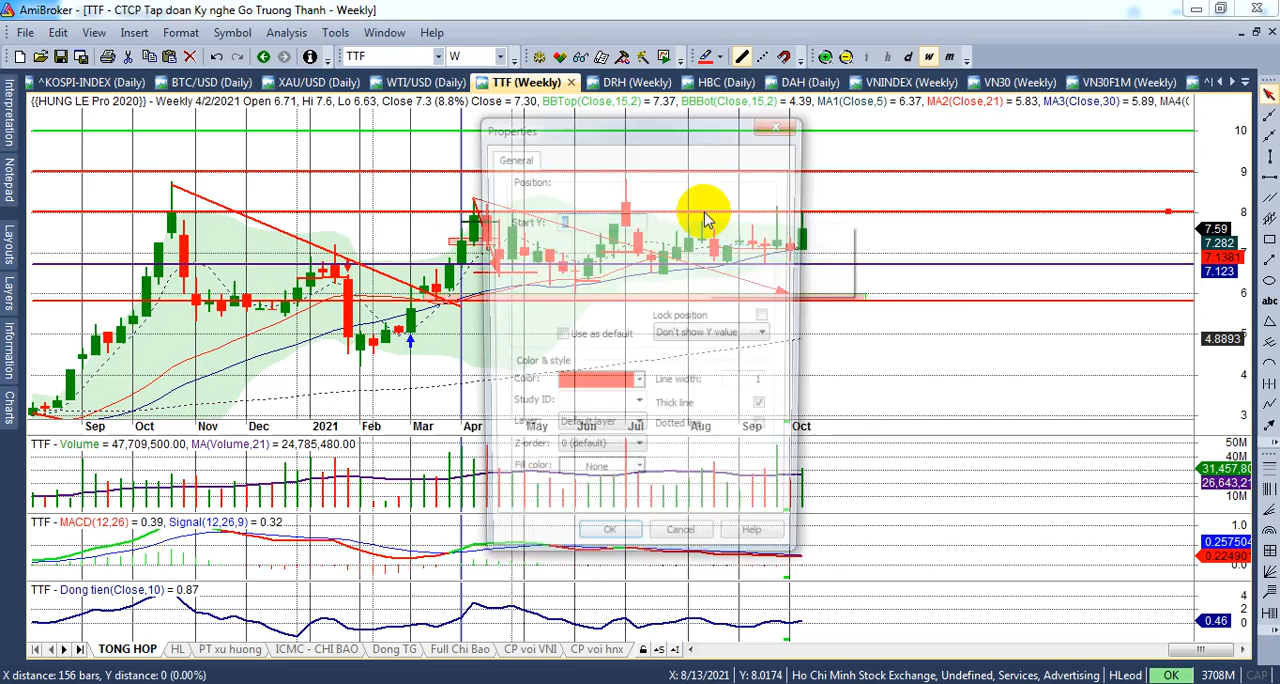 AmiBroker - [TTF - CTCP Tap doan Ky nghe Go Truong Thanh - Weekly]
File Edit View Insert Format Symbol Analysis Tools Window Help
TTF W i h d w m
^KOSPI-INDEX (Daily) BTC/USD (Daily) XAU/USD (Daily) WTI/USD (Daily) TTF (Weekly) DRH (Weekly) HBC (Daily) DAH (Daily) VNINDEX (Weekly) VN30 (Weekly) VN30F1M (Weekly)
{{HUNG LE Pro 2020}} - Weekly 4/2/2021 Open 6.71, Hi 7.6, Lo 6.63, Close 7.3 (8.8%) Close = 7.30, BBTop(Close,15,2) = 7.37, BBBot(Close,15,2) = 4.39, MA1(Close,5) = 6.37, MA2(Close,21) = 5.83, MA3(Close,30) = 5.89, MA4(C
Interpretation
Notepad
Layers
Layouts
Information
Charts
Properties
General
Position:
Start Y:
Lock position
Use as default
Don't show Y value
Color & style
Color:
Line width: 1
Study ID:
Thick line
Layer: Default layer
Dotted line
Z-order: 0 (default)
Fill color: None
OK Cancel Help
10
9
8
7.59
7.282
7.1381
7.123
6
4.8893
4
3
Sep Oct Nov Dec 2021 Feb Mar Apr May Jun Jul Aug Sep Oct
TTF - Volume = 47,709,500.00, MA(Volume,21) = 24,785,480.00
50M
40M
31,457,80
26,643,21
10M
TTF - MACD(12,26) = 0.39, Signal(12,26,9) = 0.32
1.0
0.257504
0.224901
0.0
TTF - Dong tien(Close,10) = 0.87
4
2
0.46
TONG HOP HL PT xu huong ICMC - CHI BAO Dong TG Full Chi Bao CP voi VNI CP voi hnx
X distance: 156 bars, Y distance: 0 (0.00%) X: 8/13/2021 Y: 8.0174 Ho Chi Minh Stock Exchange, Undefined, Services, Advertising HLeod OK 3708M CAP
abc